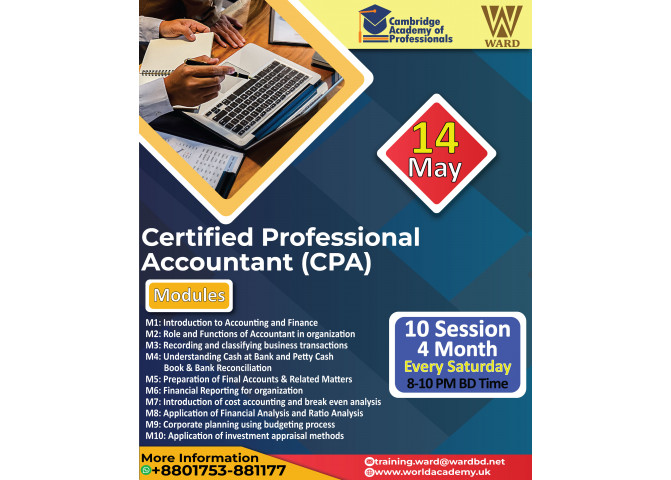 Cambridge
Academy of
Professionals
WARD
14
May
Certified Professional
Accountant (CPA)
Modules
M1: Introduction to Accounting and Finance
M2: Role and Functions of Accountant in organization
M3: Recording and classifying business transactions
M4: Understanding Cash at Bank and Petty Cash
Book & Bank Reconciliation
M5: Preparation of Final Accounts & Related Matters
M6: Financial Reporting for organization
M7: Introduction of cost accounting and break even analysis
M8: Application of Financial Analysis and Ratio Analysis
M9: Corporate planning using budgeting process
M10: Application of investment appraisal methods
10 Session
4 Month
Every Saturday
8-10 PM BD Time
More Information
+8801753-881177
training.ward@wardbd.net
www.worldacademy.uk